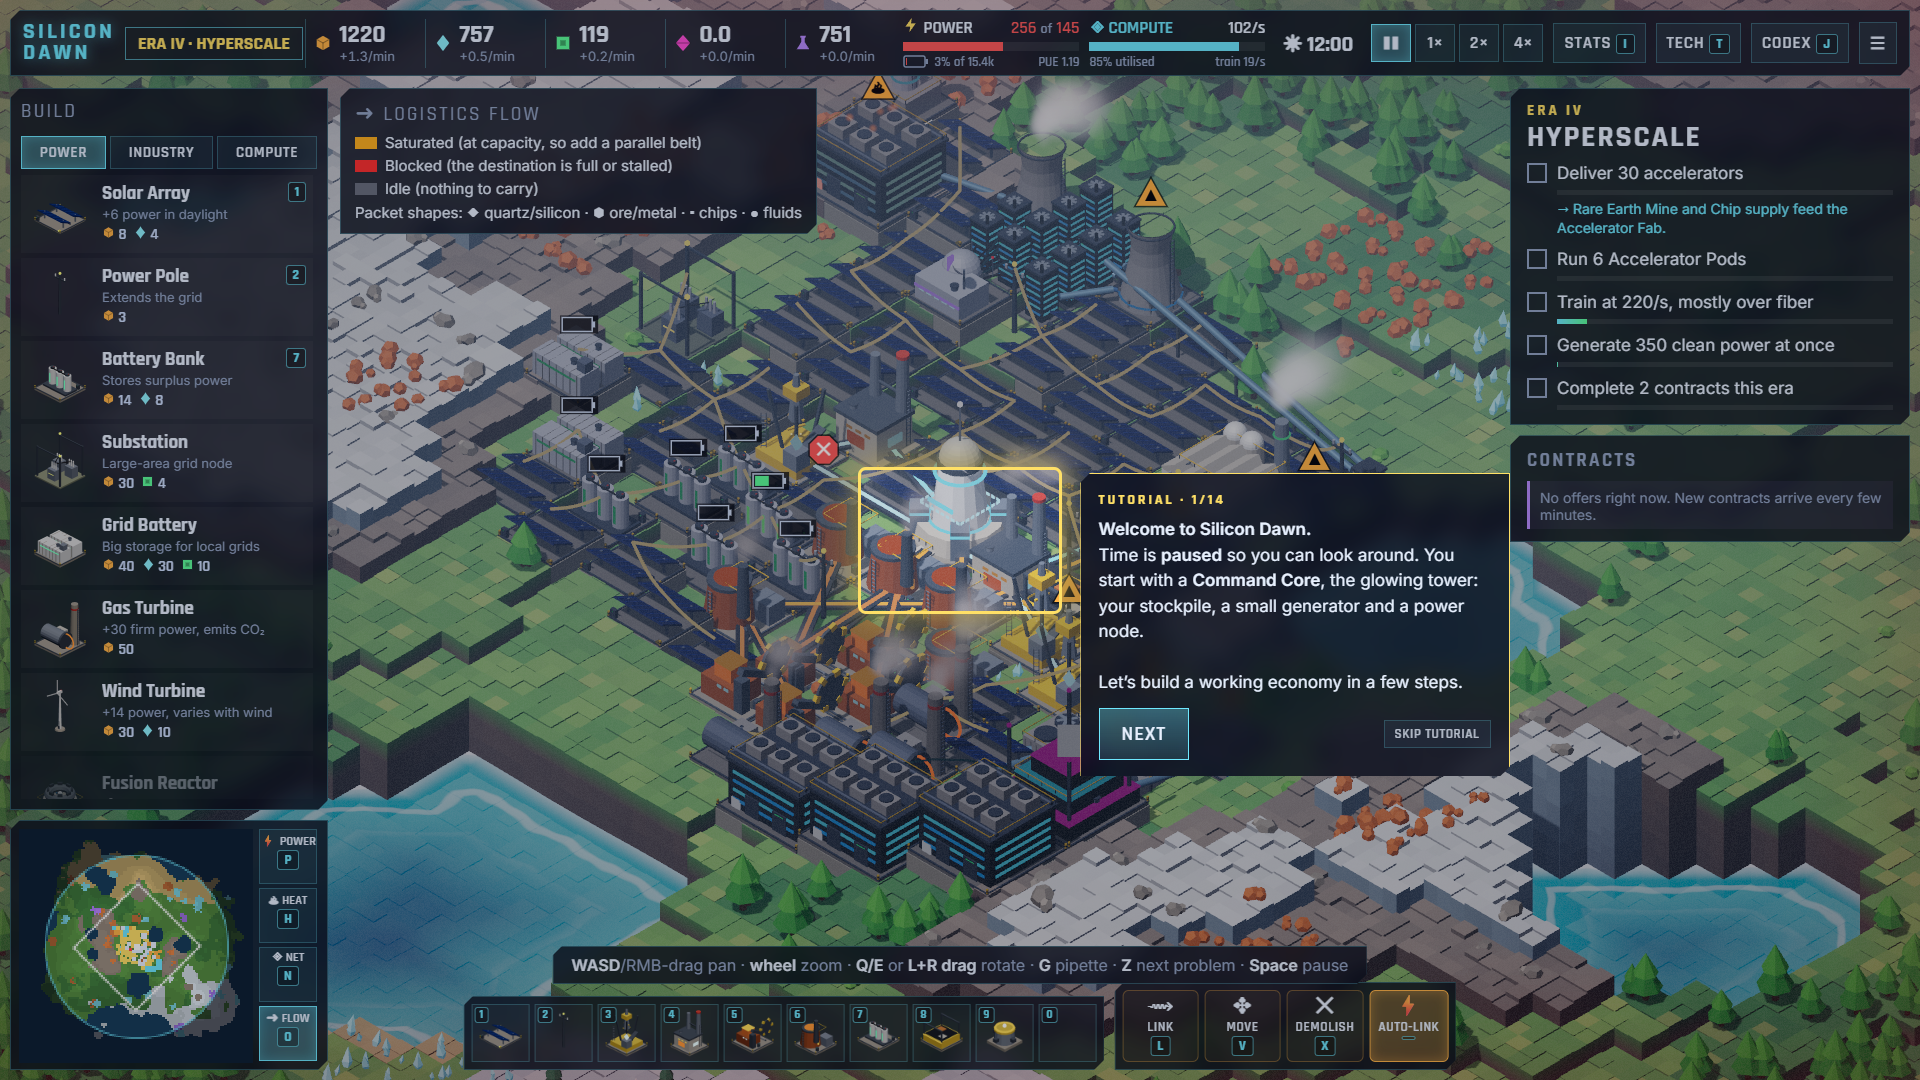 SILICON
DAWN
ERA IV · HYPERSCALE
1220
+1.3/min
757
+0.5/min
119
+0.2/min
0.0
+0.0/min
751
+0.0/min
POWER 256 of 145
3% of 15.4k PUE 1.19
COMPUTE 102/s
85% utilised train 19/s
12:00
1×
2×
4×
STATS I
TECH T
CODEX J
BUILD
POWER
INDUSTRY
COMPUTE
Solar Array 1
+6 power in daylight
8 4
Power Pole 2
Extends the grid
3
Battery Bank 7
Stores surplus power
14 8
Substation
Large-area grid node
30 4
Grid Battery
Big storage for local grids
40 30 10
Gas Turbine
+30 firm power, emits CO₂
50
Wind Turbine
+14 power, varies with wind
30 10
Fusion Reactor
→ LOGISTICS FLOW
Saturated (at capacity, so add a parallel belt)
Blocked (the destination is full or stalled)
Idle (nothing to carry)
Packet shapes: ◆ quartz/silicon · ⬢ ore/metal · ▪ chips · ● fluids
ERA IV
HYPERSCALE
Deliver 30 accelerators
→ Rare Earth Mine and Chip supply feed the
Accelerator Fab.
Run 6 Accelerator Pods
Train at 220/s, mostly over fiber
Generate 350 clean power at once
Complete 2 contracts this era
CONTRACTS
No offers right now. New contracts arrive every few
minutes.
TUTORIAL · 1/14
Welcome to Silicon Dawn.
Time is paused so you can look around. You
start with a Command Core, the glowing tower:
your stockpile, a small generator and a power
node.
Let's build a working economy in a few steps.
NEXT
SKIP TUTORIAL
POWER
P
HEAT
H
NET
N
→ FLOW
O
WASD/RMB-drag pan · wheel zoom · Q/E or L+R drag rotate · G pipette · Z next problem · Space pause
1 2 3 4 5 6 7 8 9 0
LINK
L
MOVE
V
DEMOLISH
X
AUTO-LINK